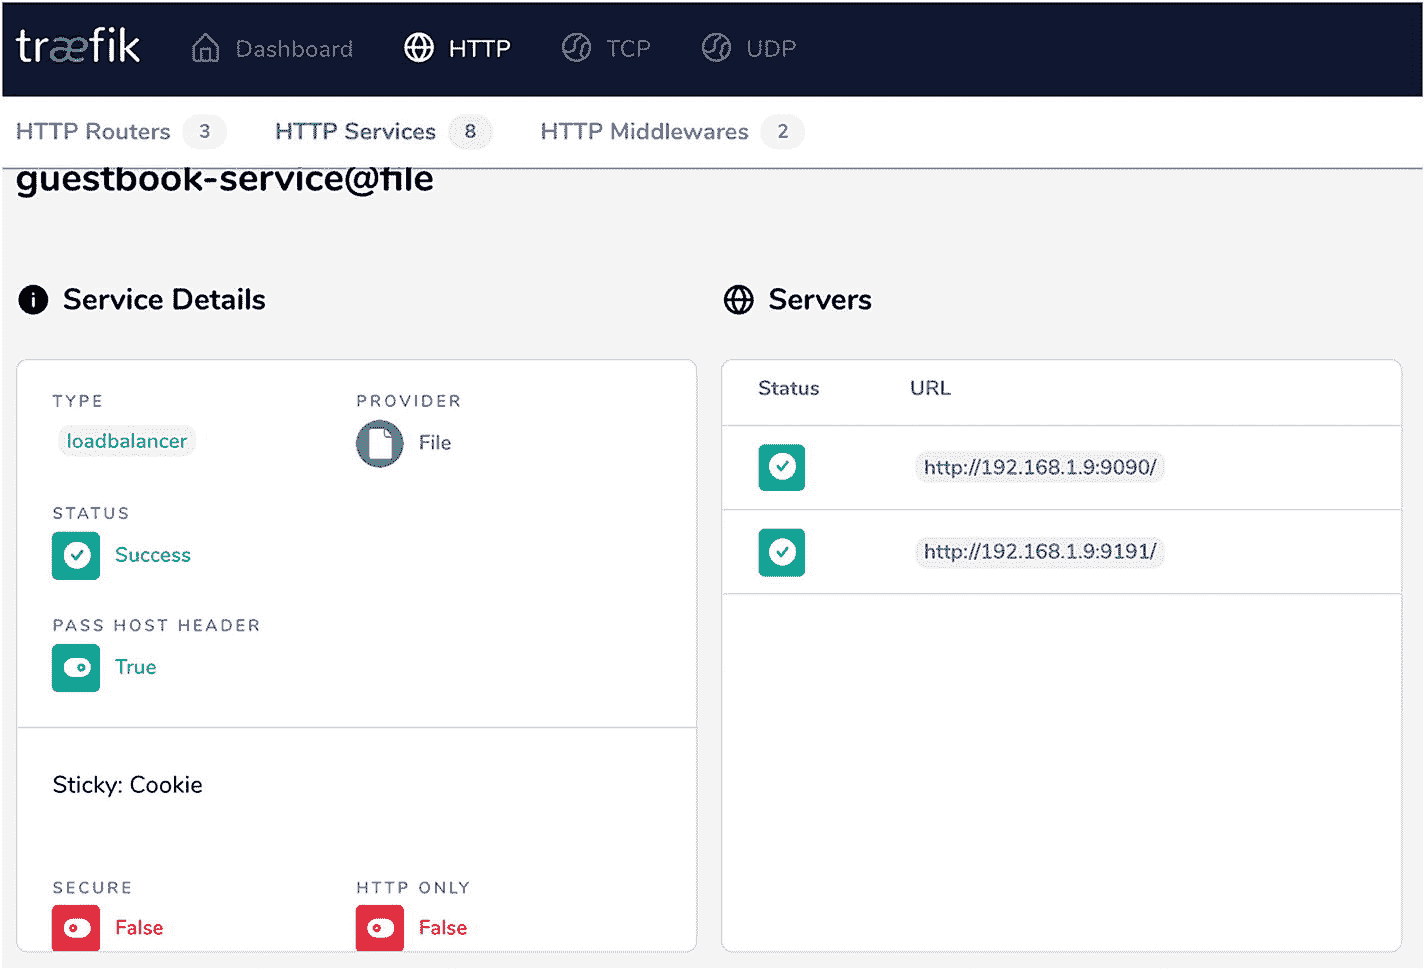 træfik Dashboard HTTP TCP UDP
HTTP Routers 3 HTTP Services 8 HTTP Middlewares 2
guestbook-service@file
Service Details
TYPE PROVIDER
loadbalancer File
STATUS
Success
PASS HOST HEADER
True
Sticky: Cookie
SECURE HTTP ONLY
False False
Servers
Status URL
http://192.168.1.9:9090/
http://192.168.1.9:9191/